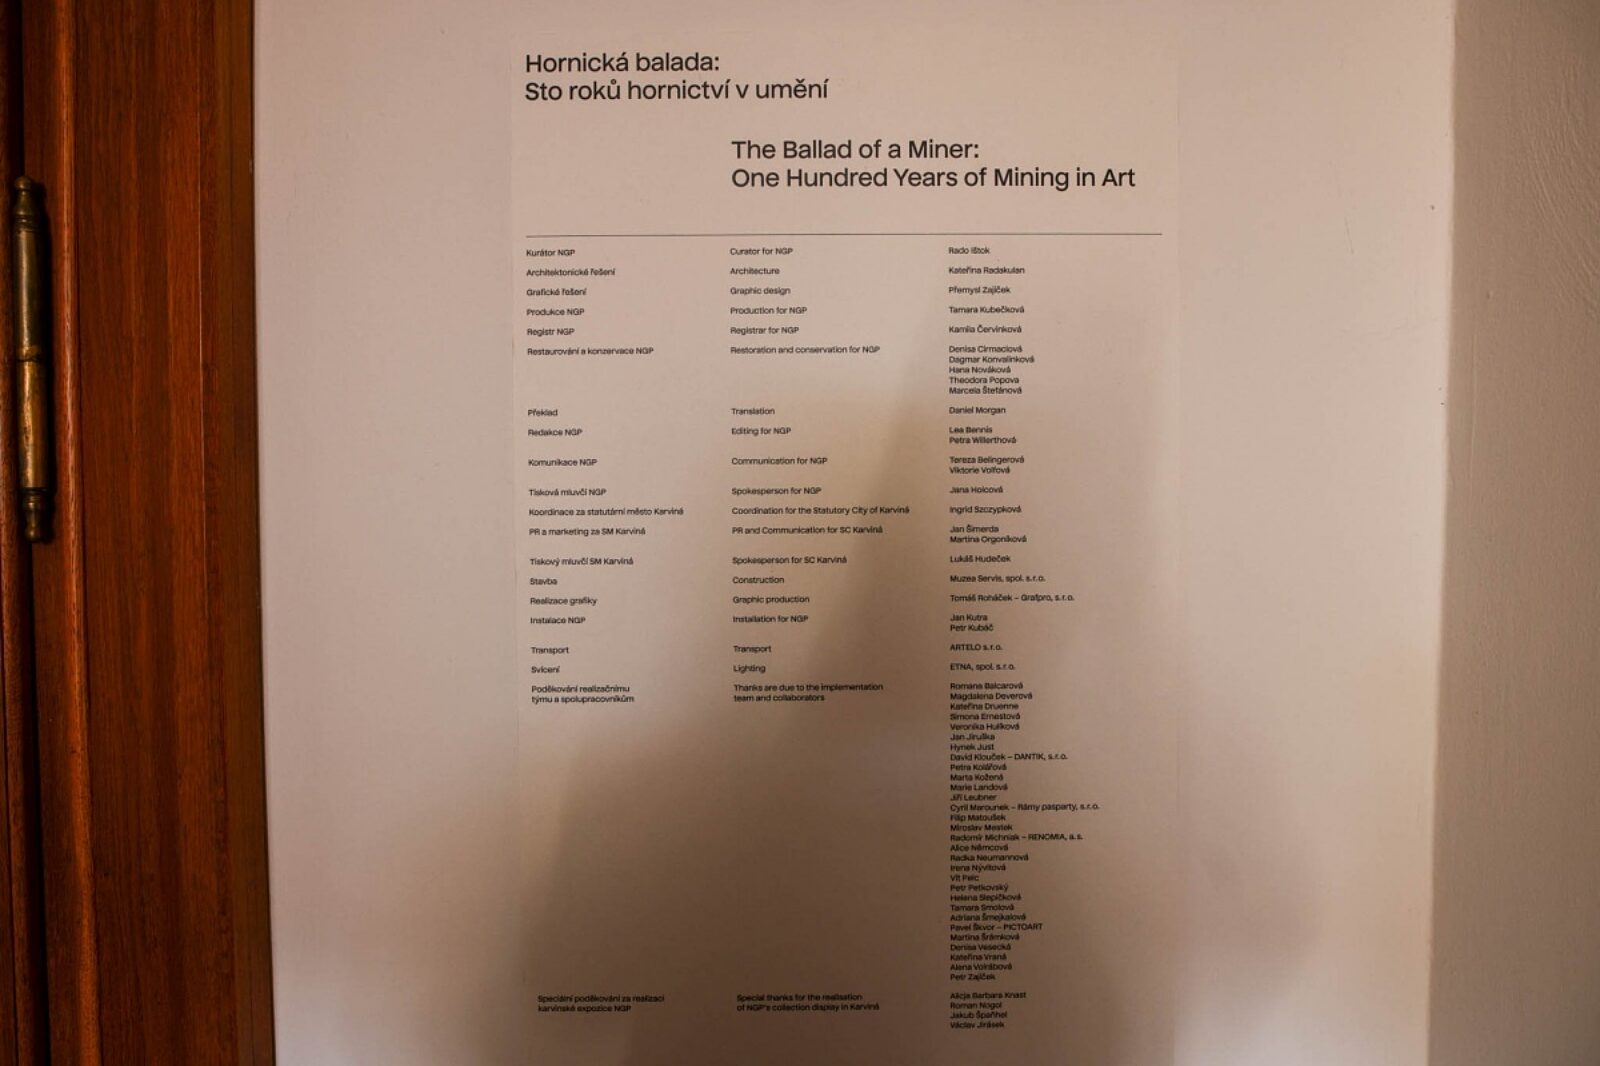 Hornická balada:
Sto roků hornictví v umění
The Ballad of a Miner:
One Hundred Years of Mining in Art
Kurátor NGP Curator for NGP Rado Ištok
Architektonické řešení Architecture Kateřina Radakulan
Grafické řešení Graphic design Přemysl Zajíček
Produkce NGP Production for NGP Tamara Kubečková
Registr NGP Registrar for NGP Kamila Červinková
Restaurování a konzervace NGP Restoration and conservation for NGP Denisa Cirmaciová
Dagmar Konvalinková
Hana Nováková
Theodora Popova
Marcela Štefánová
Překlad Translation Daniel Morgan
Redakce NGP Editing for NGP Lea Bennis
Petra Willerthová
Komunikace NGP Communication for NGP Tereza Belingerová
Viktorie Volfová
Tisková mluvčí NGP Spokesperson for NGP Jana Holcová
Koordinace za statutární město Karviná Coordination for the Statutory City of Karviná Ingrid Szczypková
PR a marketing za SM Karviná PR and Communication for SC Karviná Jan Šimerda
Martina Orgoníková
Tiskový mluvčí SM Karviná Spokesperson for SC Karviná Lukáš Hudeček
Stavba Construction Muzea Servis, spol. s.r.o.
Realizace grafiky Graphic production Tomáš Roháček – Grafpro, s.r.o.
Instalace NGP Installation for NGP Jan Kutra
Petr Kubáč
Transport Transport ARTELO s.r.o.
Svícení Lighting ETNA, spol. s.r.o.
Poděkování realizačnímu Thanks are due to the implementation Romana Balcarová
týmu a spolupracovníkům team and collaborators Magdalena Deverová
Kateřina Druenne
Simona Ernestová
Veronika Hulíková
Jan Jiruška
Hynek Just
David Klouček – DANTIK, s.r.o.
Petra Kolářová
Marta Kožená
Marie Landová
Jiří Leubner
Cyril Merounek – Rámy pasparty, s.r.o.
Filip Matoušek
Miroslav Mestek
Radomír Michniak – RENOMIA, a. s.
Alice Němcová
Radka Neumannová
Irena Nývltová
Vít Pelc
Petr Petkovský
Helena Slepičková
Tamara Smolová
Adriana Šmejkalová
Pavel Škvor – PICTOART
Martina Šrámková
Denisa Vesecká
Kateřina Vraná
Alena Volrábová
Petr Zajíček
Speciální poděkování za realizaci Special thanks for the realisation Alicja Barbara Knast
karvinské expozice NGP of NGP's collection display in Karviná Roman Nogol
Jakub Špaňhel
Václav Jirásek